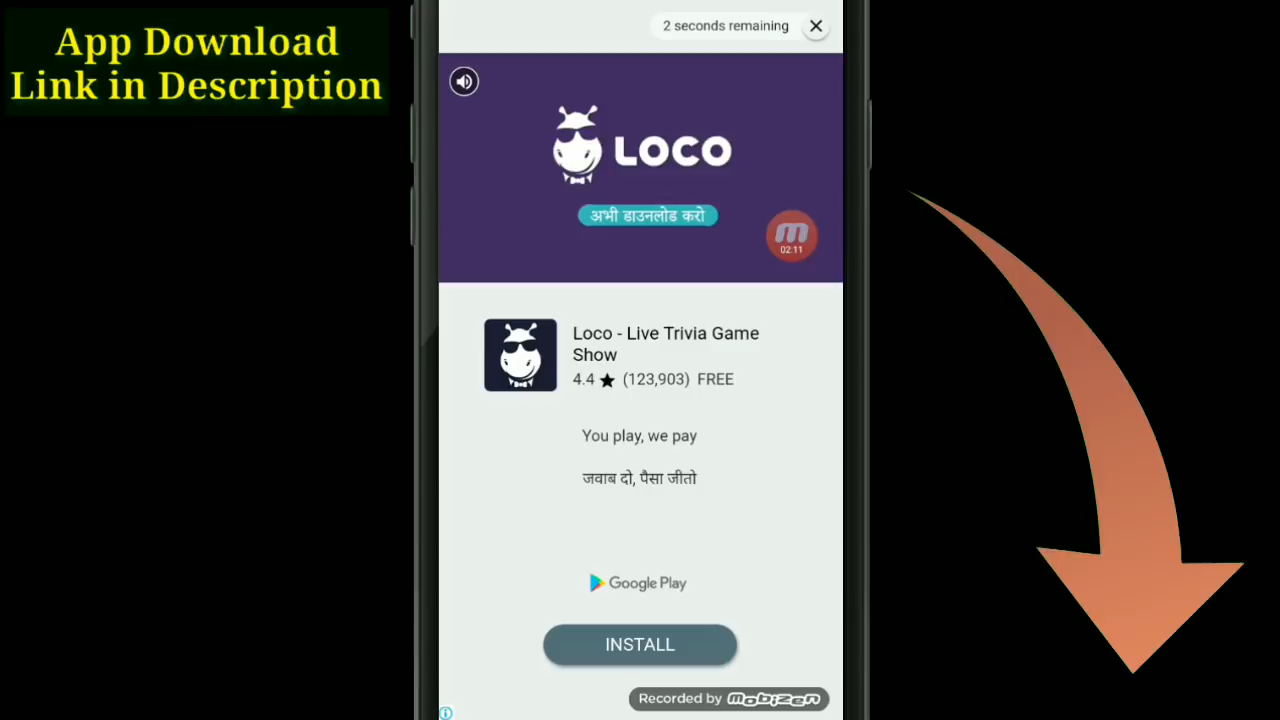 App Download
Link in Description
2 seconds remaining
LOCO
अभी डाउनलोड करो
02:11
Loco - Live Trivia Game
Show
4.4 ★ (123,903) FREE
You play, we pay
जवाब दो, पैसा जीतो
Google Play
INSTALL
Recorded by mobizen